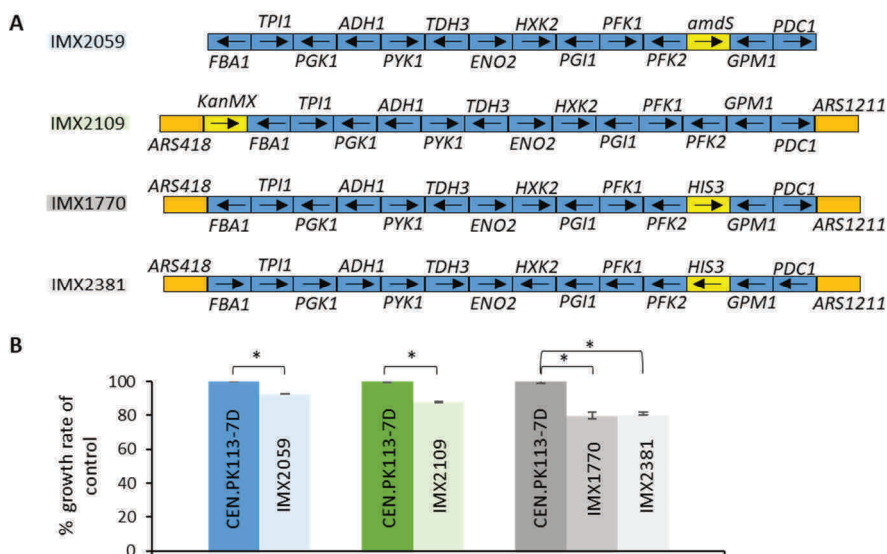 A
TPI1 ADH1 TDH3 HXK2 PFK1 amdS PDC1
IMX2059
FBA1 PGK1 PYK1 ENO2 PGI1 PFK2 GPM1
KanMX TPI1 ADH1 TDH3 HXK2 PFK1 GPM1 ARS1211
IMX2109
ARS418 FBA1 PGK1 PYK1 ENO2 PGI1 PFK2 PDC1
ARS418 TPI1 ADH1 TDH3 HXK2 PFK1 HIS3 PDC1
IMX1770
FBA1 PGK1 PYK1 ENO2 PGI1 PFK2 GPM1 ARS1211
ARS418 TPI1 ADH1 TDH3 HXK2 PFK1 HIS3 PDC1
IMX2381
FBA1 PGK1 PYK1 ENO2 PGI1 PFK2 GPM1 ARS1211
B
* * * *
% growth rate of
control
100
80
60
40
20
0
CEN.PK113-7D
IMX2059
CEN.PK113-7D
IMX2109
CEN.PK113-7D
IMX1770
IMX2381